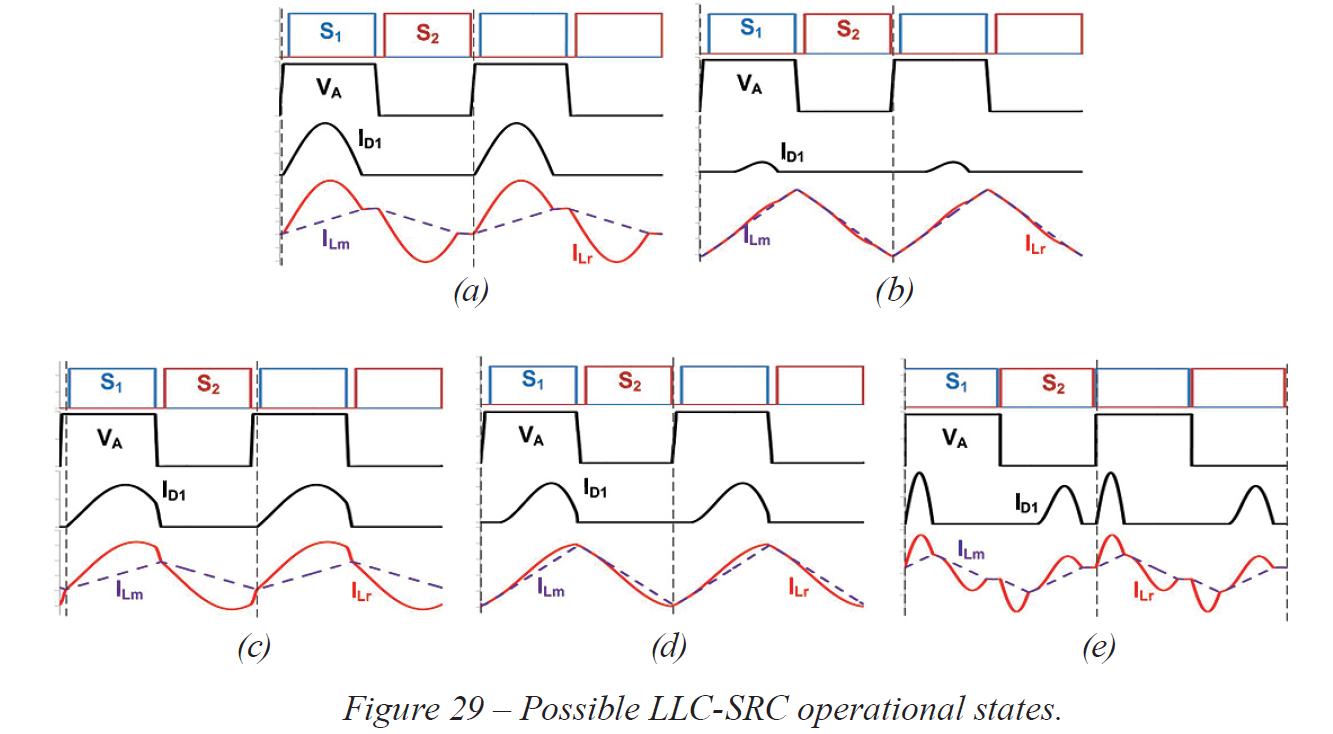 S1 S2
VA
ID1
ILm
ILr
(a)
S1 S2
VA
ID1
ILm
ILr
(b)
S1 S2
VA
ID1
ILm
ILr
(c)
S1 S2
VA
ID1
ILm
ILr
(d)
S1 S2
VA
ID1
ILm
ILr
(e)
Figure 29 – Possible LLC-SRC operational states.